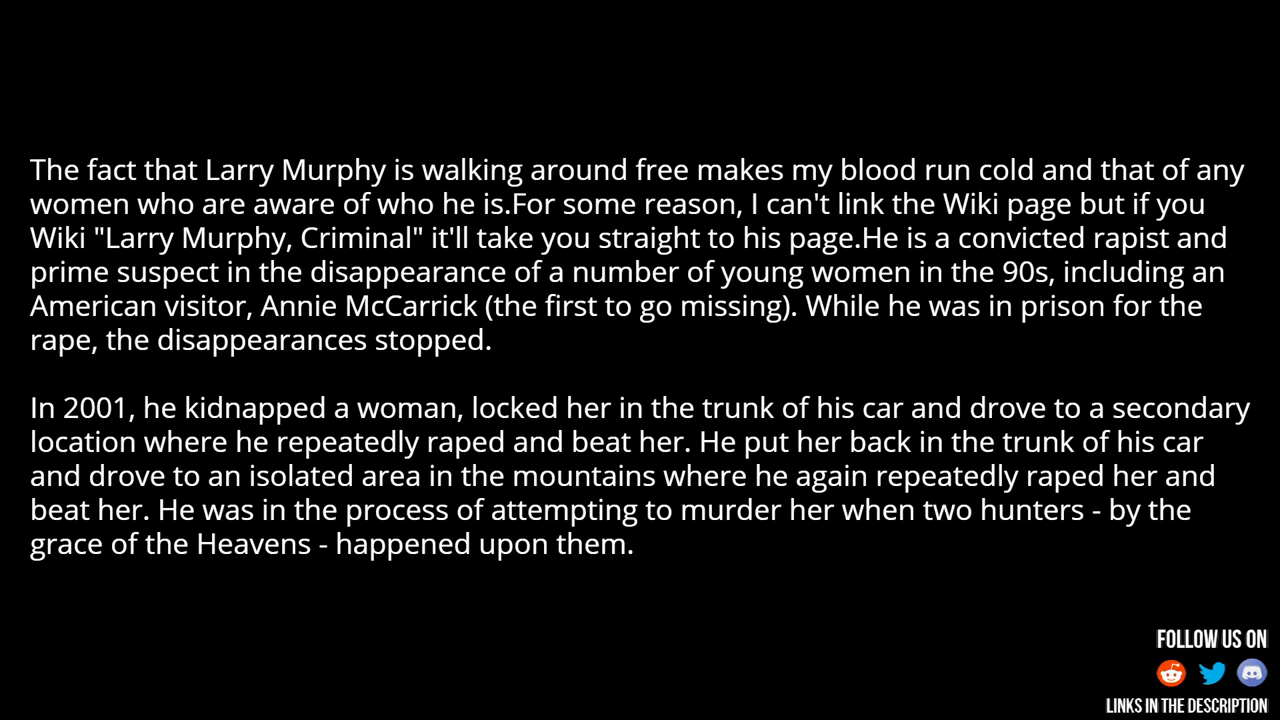 The fact that Larry Murphy is walking around free makes my blood run cold and that of any
women who are aware of who he is.For some reason, I can't link the Wiki page but if you
Wiki "Larry Murphy, Criminal" it'll take you straight to his page.He is a convicted rapist and
prime suspect in the disappearance of a number of young women in the 90s, including an
American visitor, Annie McCarrick (the first to go missing). While he was in prison for the
rape, the disappearances stopped.
In 2001, he kidnapped a woman, locked her in the trunk of his car and drove to a secondary
location where he repeatedly raped and beat her. He put her back in the trunk of his car
and drove to an isolated area in the mountains where he again repeatedly raped her and
beat her. He was in the process of attempting to murder her when two hunters - by the
grace of the Heavens - happened upon them.
FOLLOW US ON
LINKS IN THE DESCRIPTION